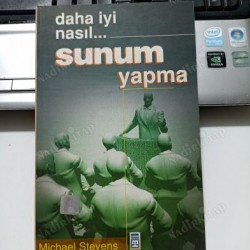 daha iyi
nasıl...
sunum
yapma
Michael Stevens